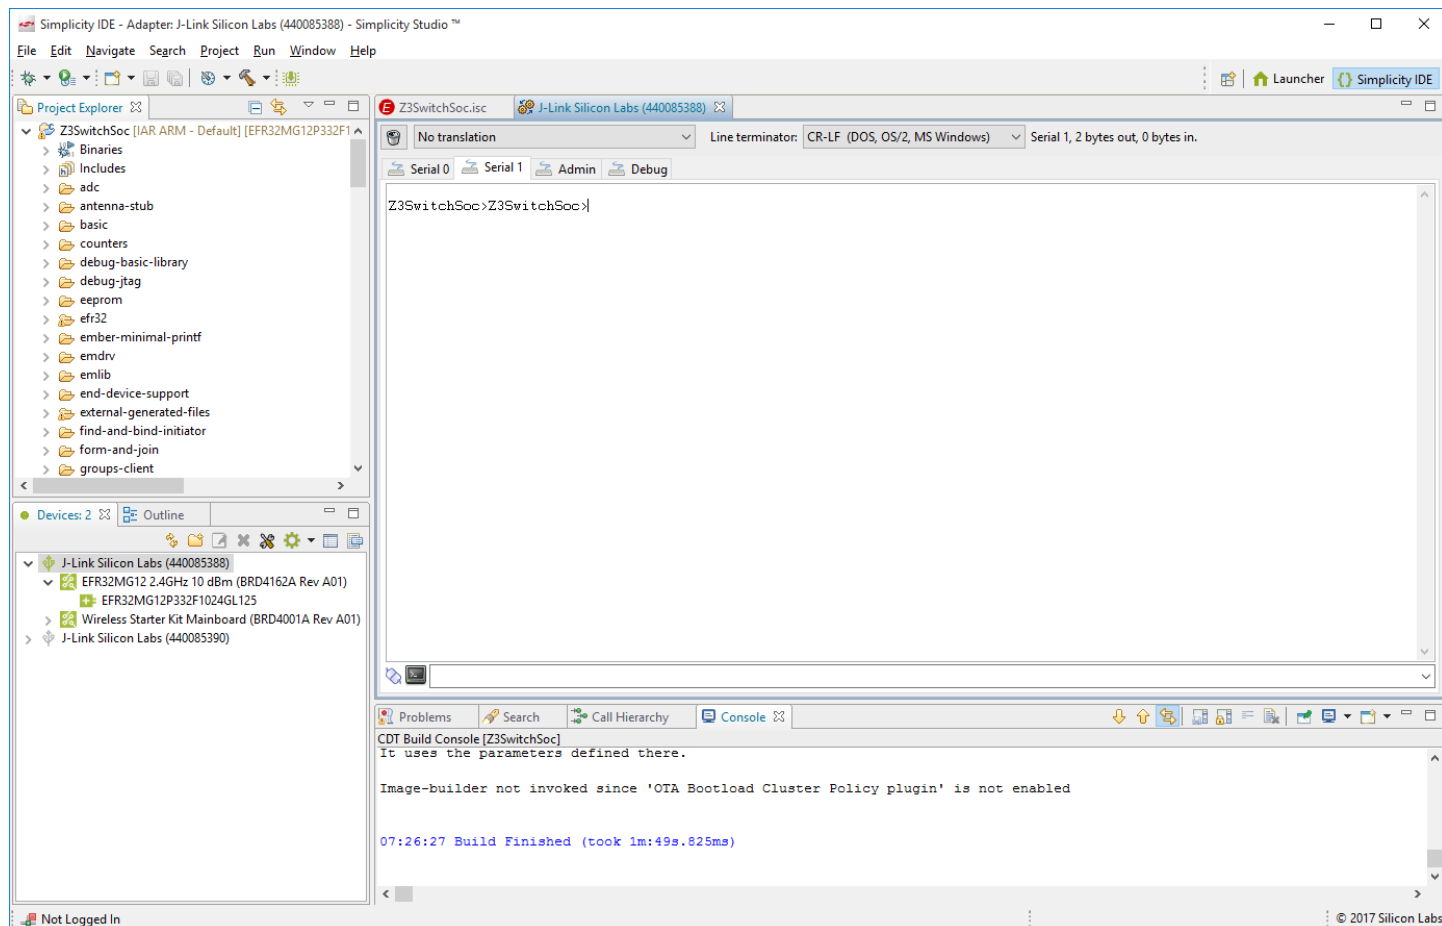 Simplicity IDE - Adapter: J-Link Silicon Labs (440085388) - Simplicity Studio ™
File Edit Navigate Search Project Run Window Help
Launcher Simplicity IDE
Project Explorer
Z3SwitchSoc [IAR ARM - Default] [EFR32MG12P332F1
Binaries
Includes
adc
antenna-stub
basic
counters
debug-basic-library
debug-jtag
eeprom
efr32
ember-minimal-printf
emdrv
emlib
end-device-support
external-generated-files
find-and-bind-initiator
form-and-join
groups-client
Devices: 2 Outline
J-Link Silicon Labs (440085388)
EFR32MG12 2.4GHz 10 dBm (BRD4162A Rev A01)
EFR32MG12P332F1024GL125
Wireless Starter Kit Mainboard (BRD4001A Rev A01)
J-Link Silicon Labs (440085390)
Z3SwitchSoc.isc J-Link Silicon Labs (440085388)
No translation Line terminator: CR-LF (DOS, OS/2, MS Windows) Serial 1, 2 bytes out, 0 bytes in.
Serial 0 Serial 1 Admin Debug
Z3SwitchSoc>Z3SwitchSoc>
Problems Search Call Hierarchy Console
CDT Build Console [Z3SwitchSoc]
It uses the parameters defined there.
Image-builder not invoked since 'OTA Bootload Cluster Policy plugin' is not enabled
07:26:27 Build Finished (took 1m:49s.825ms)
Not Logged In © 2017 Silicon Labs